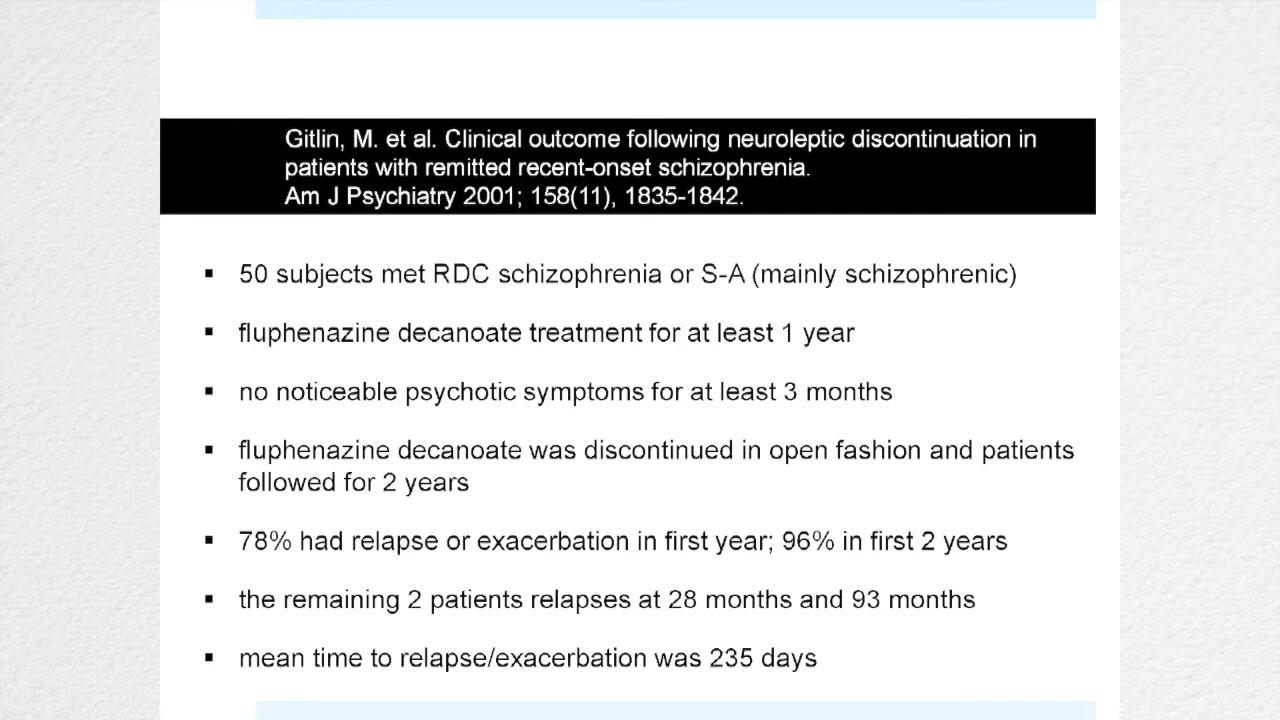 Gitlin, M. et al. Clinical outcome following neuroleptic discontinuation in
patients with remitted recent-onset schizophrenia.
Am J Psychiatry 2001; 158(11), 1835-1842.
▪ 50 subjects met RDC schizophrenia or S-A (mainly schizophrenic)
▪ fluphenazine decanoate treatment for at least 1 year
▪ no noticeable psychotic symptoms for at least 3 months
▪ fluphenazine decanoate was discontinued in open fashion and patients
followed for 2 years
▪ 78% had relapse or exacerbation in first year; 96% in first 2 years
▪ the remaining 2 patients relapses at 28 months and 93 months
▪ mean time to relapse/exacerbation was 235 days